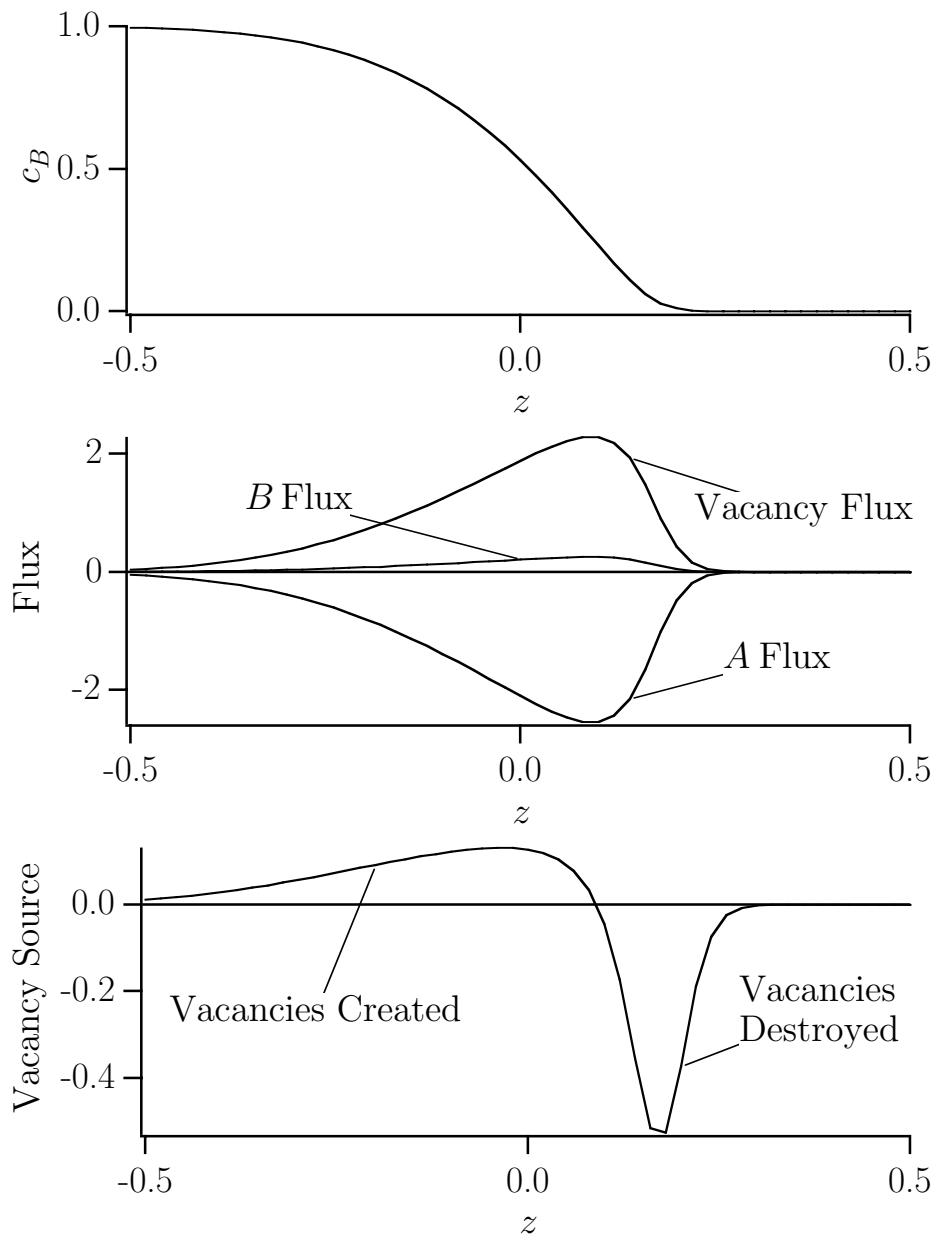 1.0
0.5
0.0
c_B
-0.5 0.0 0.5
z
2
0
-2
Flux
B Flux
Vacancy Flux
A Flux
-0.5 0.0 0.5
z
0.0
-0.2
-0.4
Vacancy Source
Vacancies Created
Vacancies
Destroyed
-0.5 0.0 0.5
z